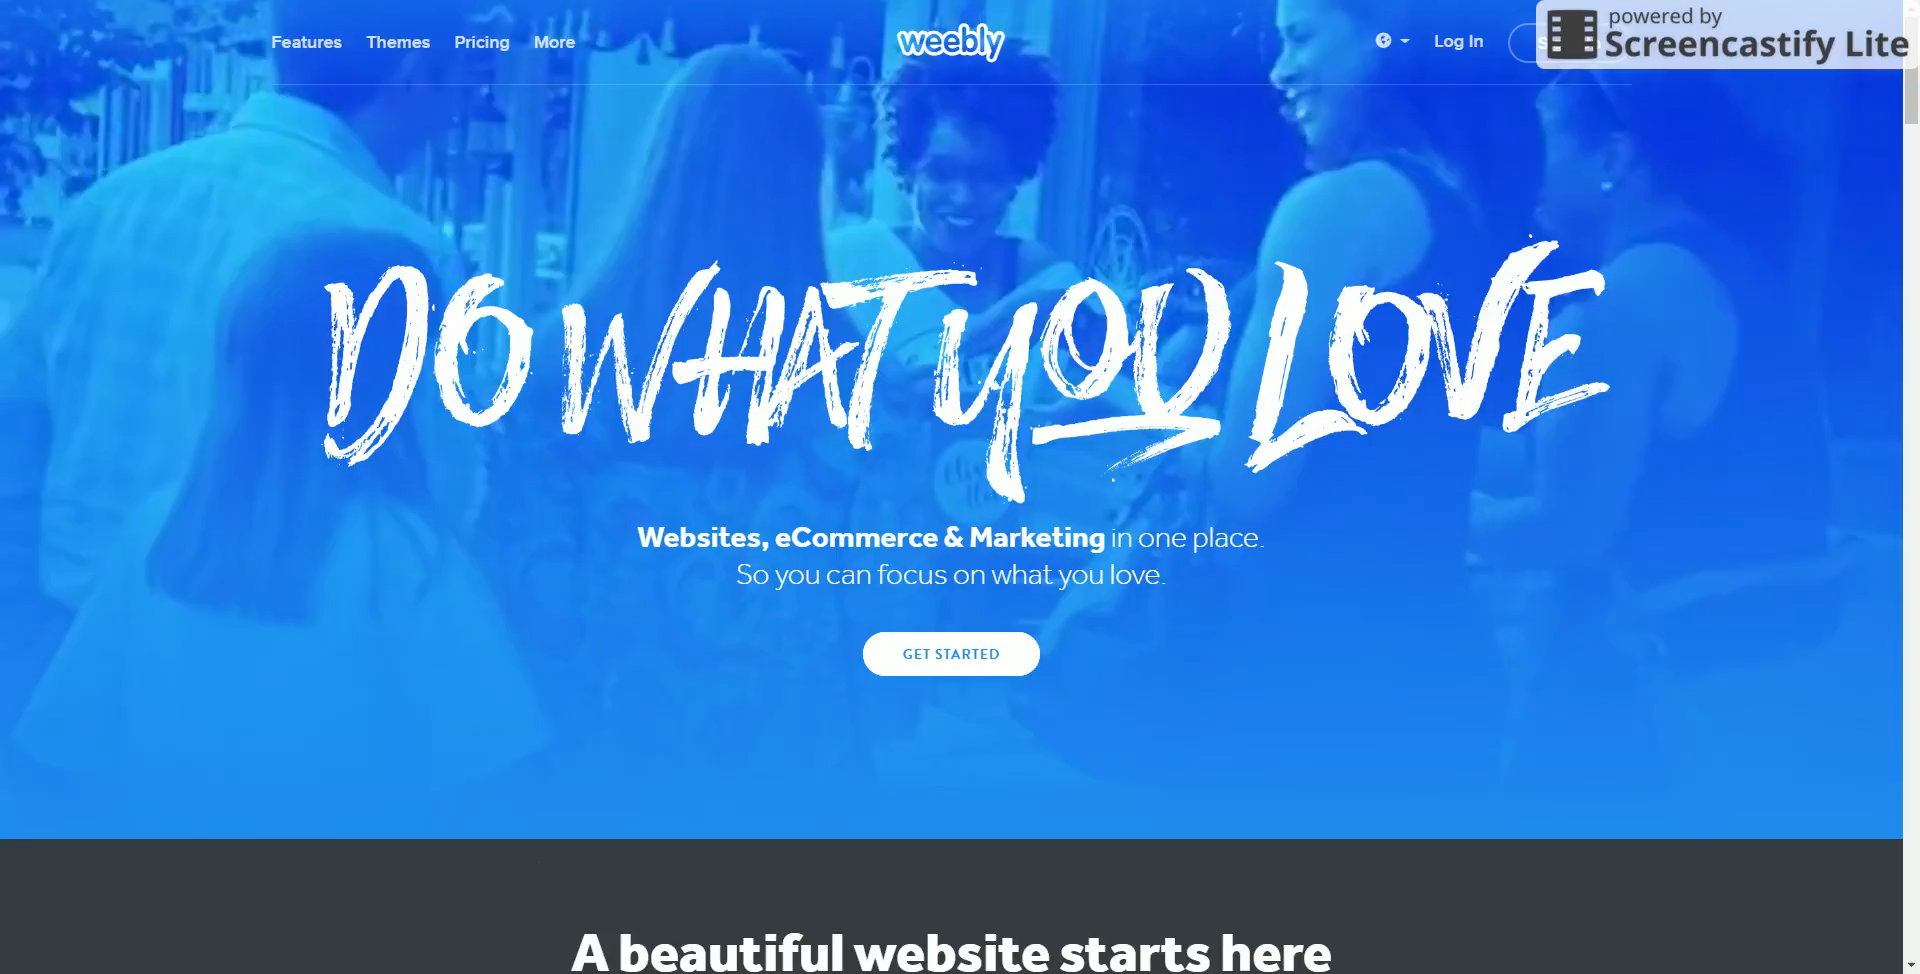 Features Themes Pricing More
weebly
Log In
powered by
Screencastify Lite
DO WHAT YOU LOVE
Websites, eCommerce & Marketing in one place.
So you can focus on what you love.
GET STARTED
A beautiful website starts here